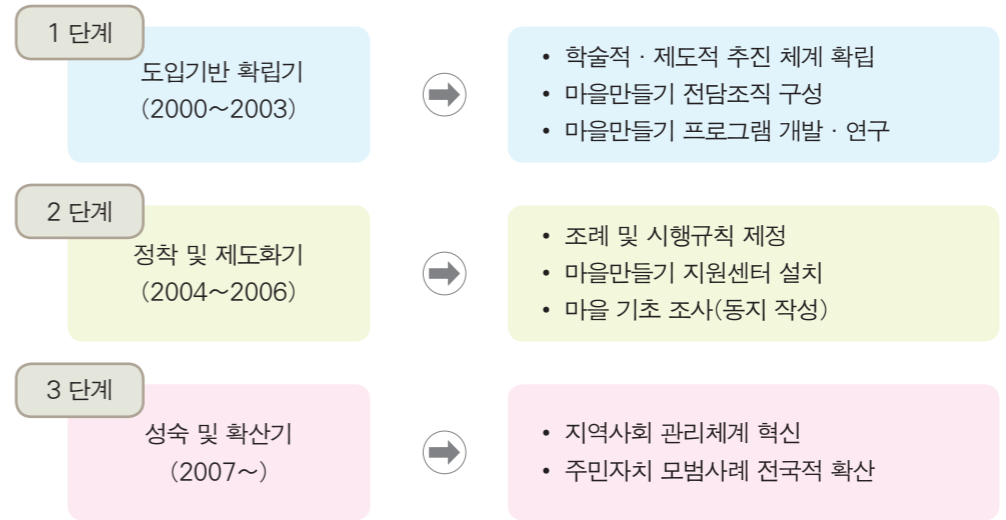 1 단계
도입기반 확립기
(2000~2003)
• 학술적 · 제도적 추진 체계 확립
• 마을만들기 전담조직 구성
• 마을만들기 프로그램 개발 · 연구
2 단계
정착 및 제도화기
(2004~2006)
• 조례 및 시행규칙 제정
• 마을만들기 지원센터 설치
• 마을 기초 조사(동지 작성)
3 단계
성숙 및 확산기
(2007~)
• 지역사회 관리체계 혁신
• 주민자치 모범사례 전국적 확산